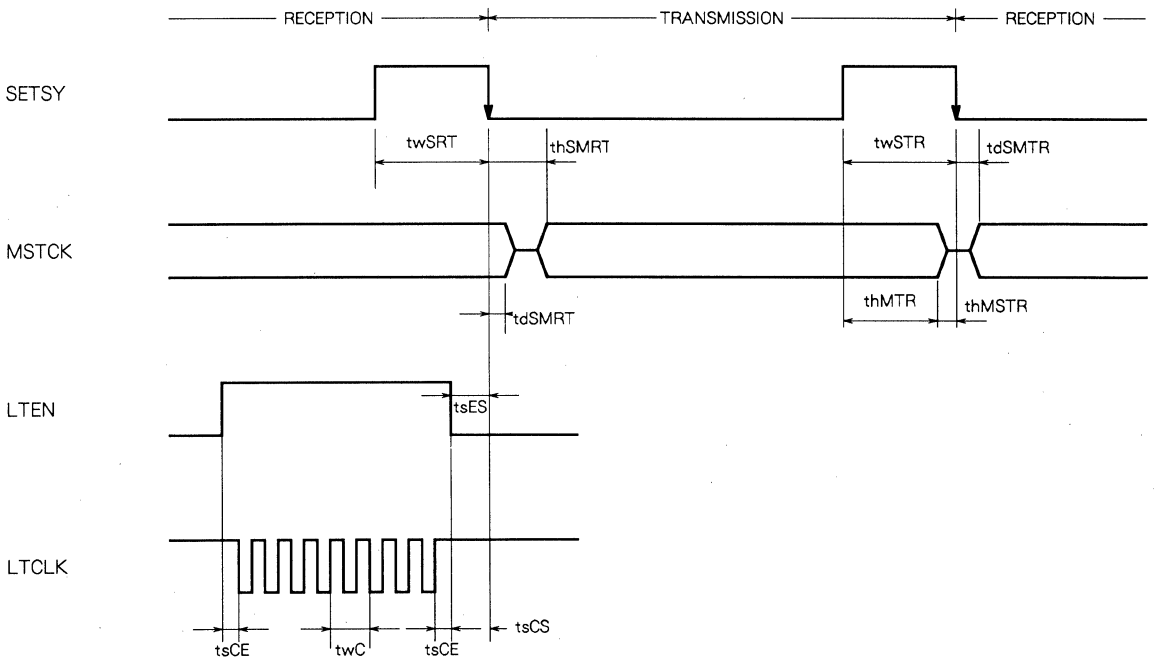 RECEPTION TRANSMISSION RECEPTION
SETSY
twSRT thSMRT twSTR tdSMTR
MSTCK
tdSMRT thMTR thMSTR
LTEN
tsES
LTCLK
tsCE twC tsCE tsCS